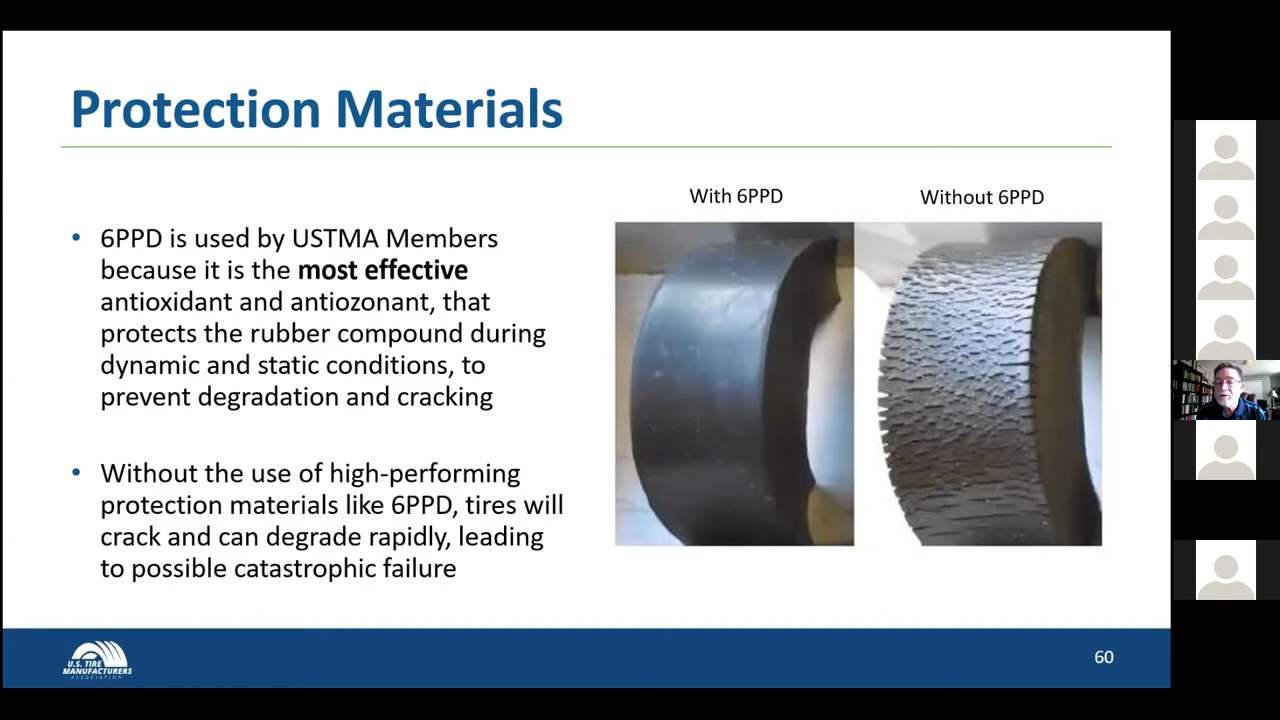 Protection Materials
With 6PPD
Without 6PPD
• 6PPD is used by USTMA Members
because it is the most effective
antioxidant and antiozonant, that
protects the rubber compound during
dynamic and static conditions, to
prevent degradation and cracking
• Without the use of high-performing
protection materials like 6PPD, tires will
crack and can degrade rapidly, leading
to possible catastrophic failure
U.S. TIRE
MANUFACTURERS
ASSOCIATION
60